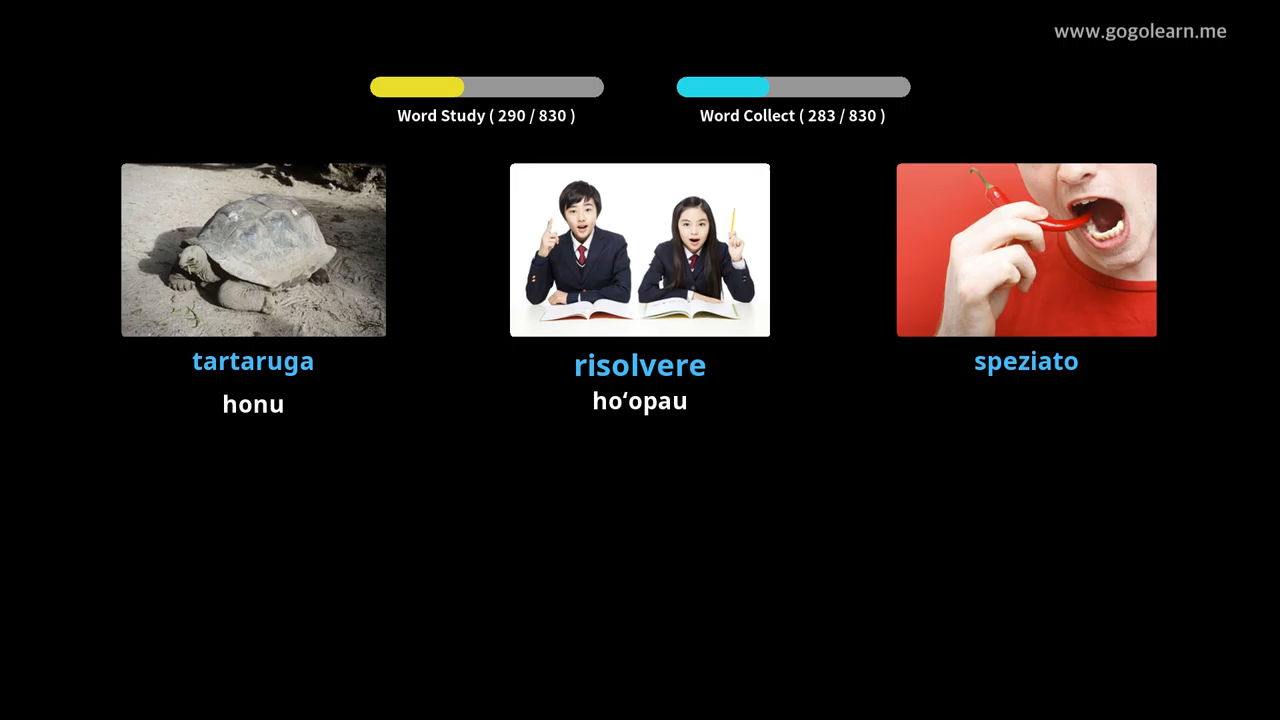 www.gogolearn.me
Word Study ( 290 / 830 )
Word Collect ( 283 / 830 )
tartaruga
honu
risolvere
hoʻopau
speziato